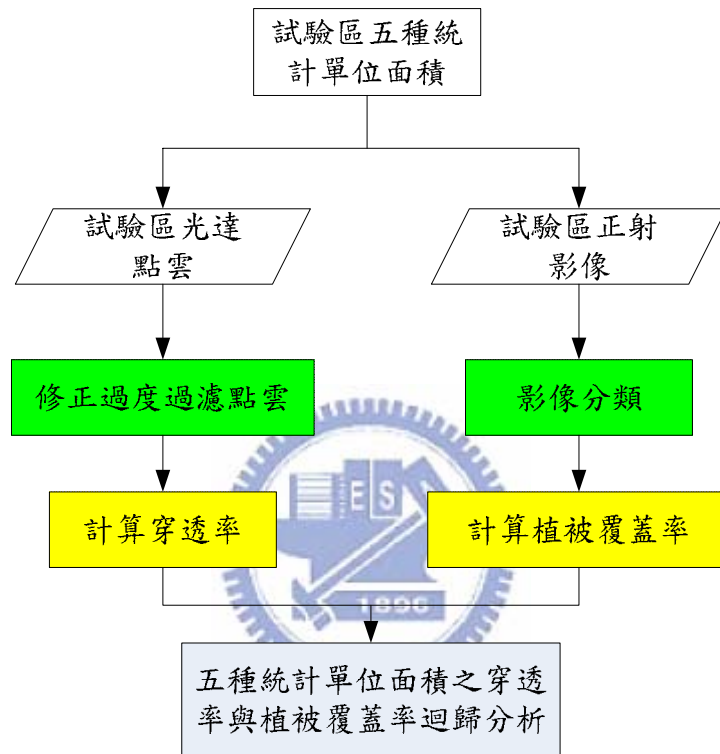 試驗區五種統
計單位面積
試驗區光達
點雲
試驗區正射
影像
修正過度過濾點雲
影像分類
計算穿透率
計算植被覆蓋率
E S
1896
五種統計單位面積之穿透
率與植被覆蓋率迴歸分析